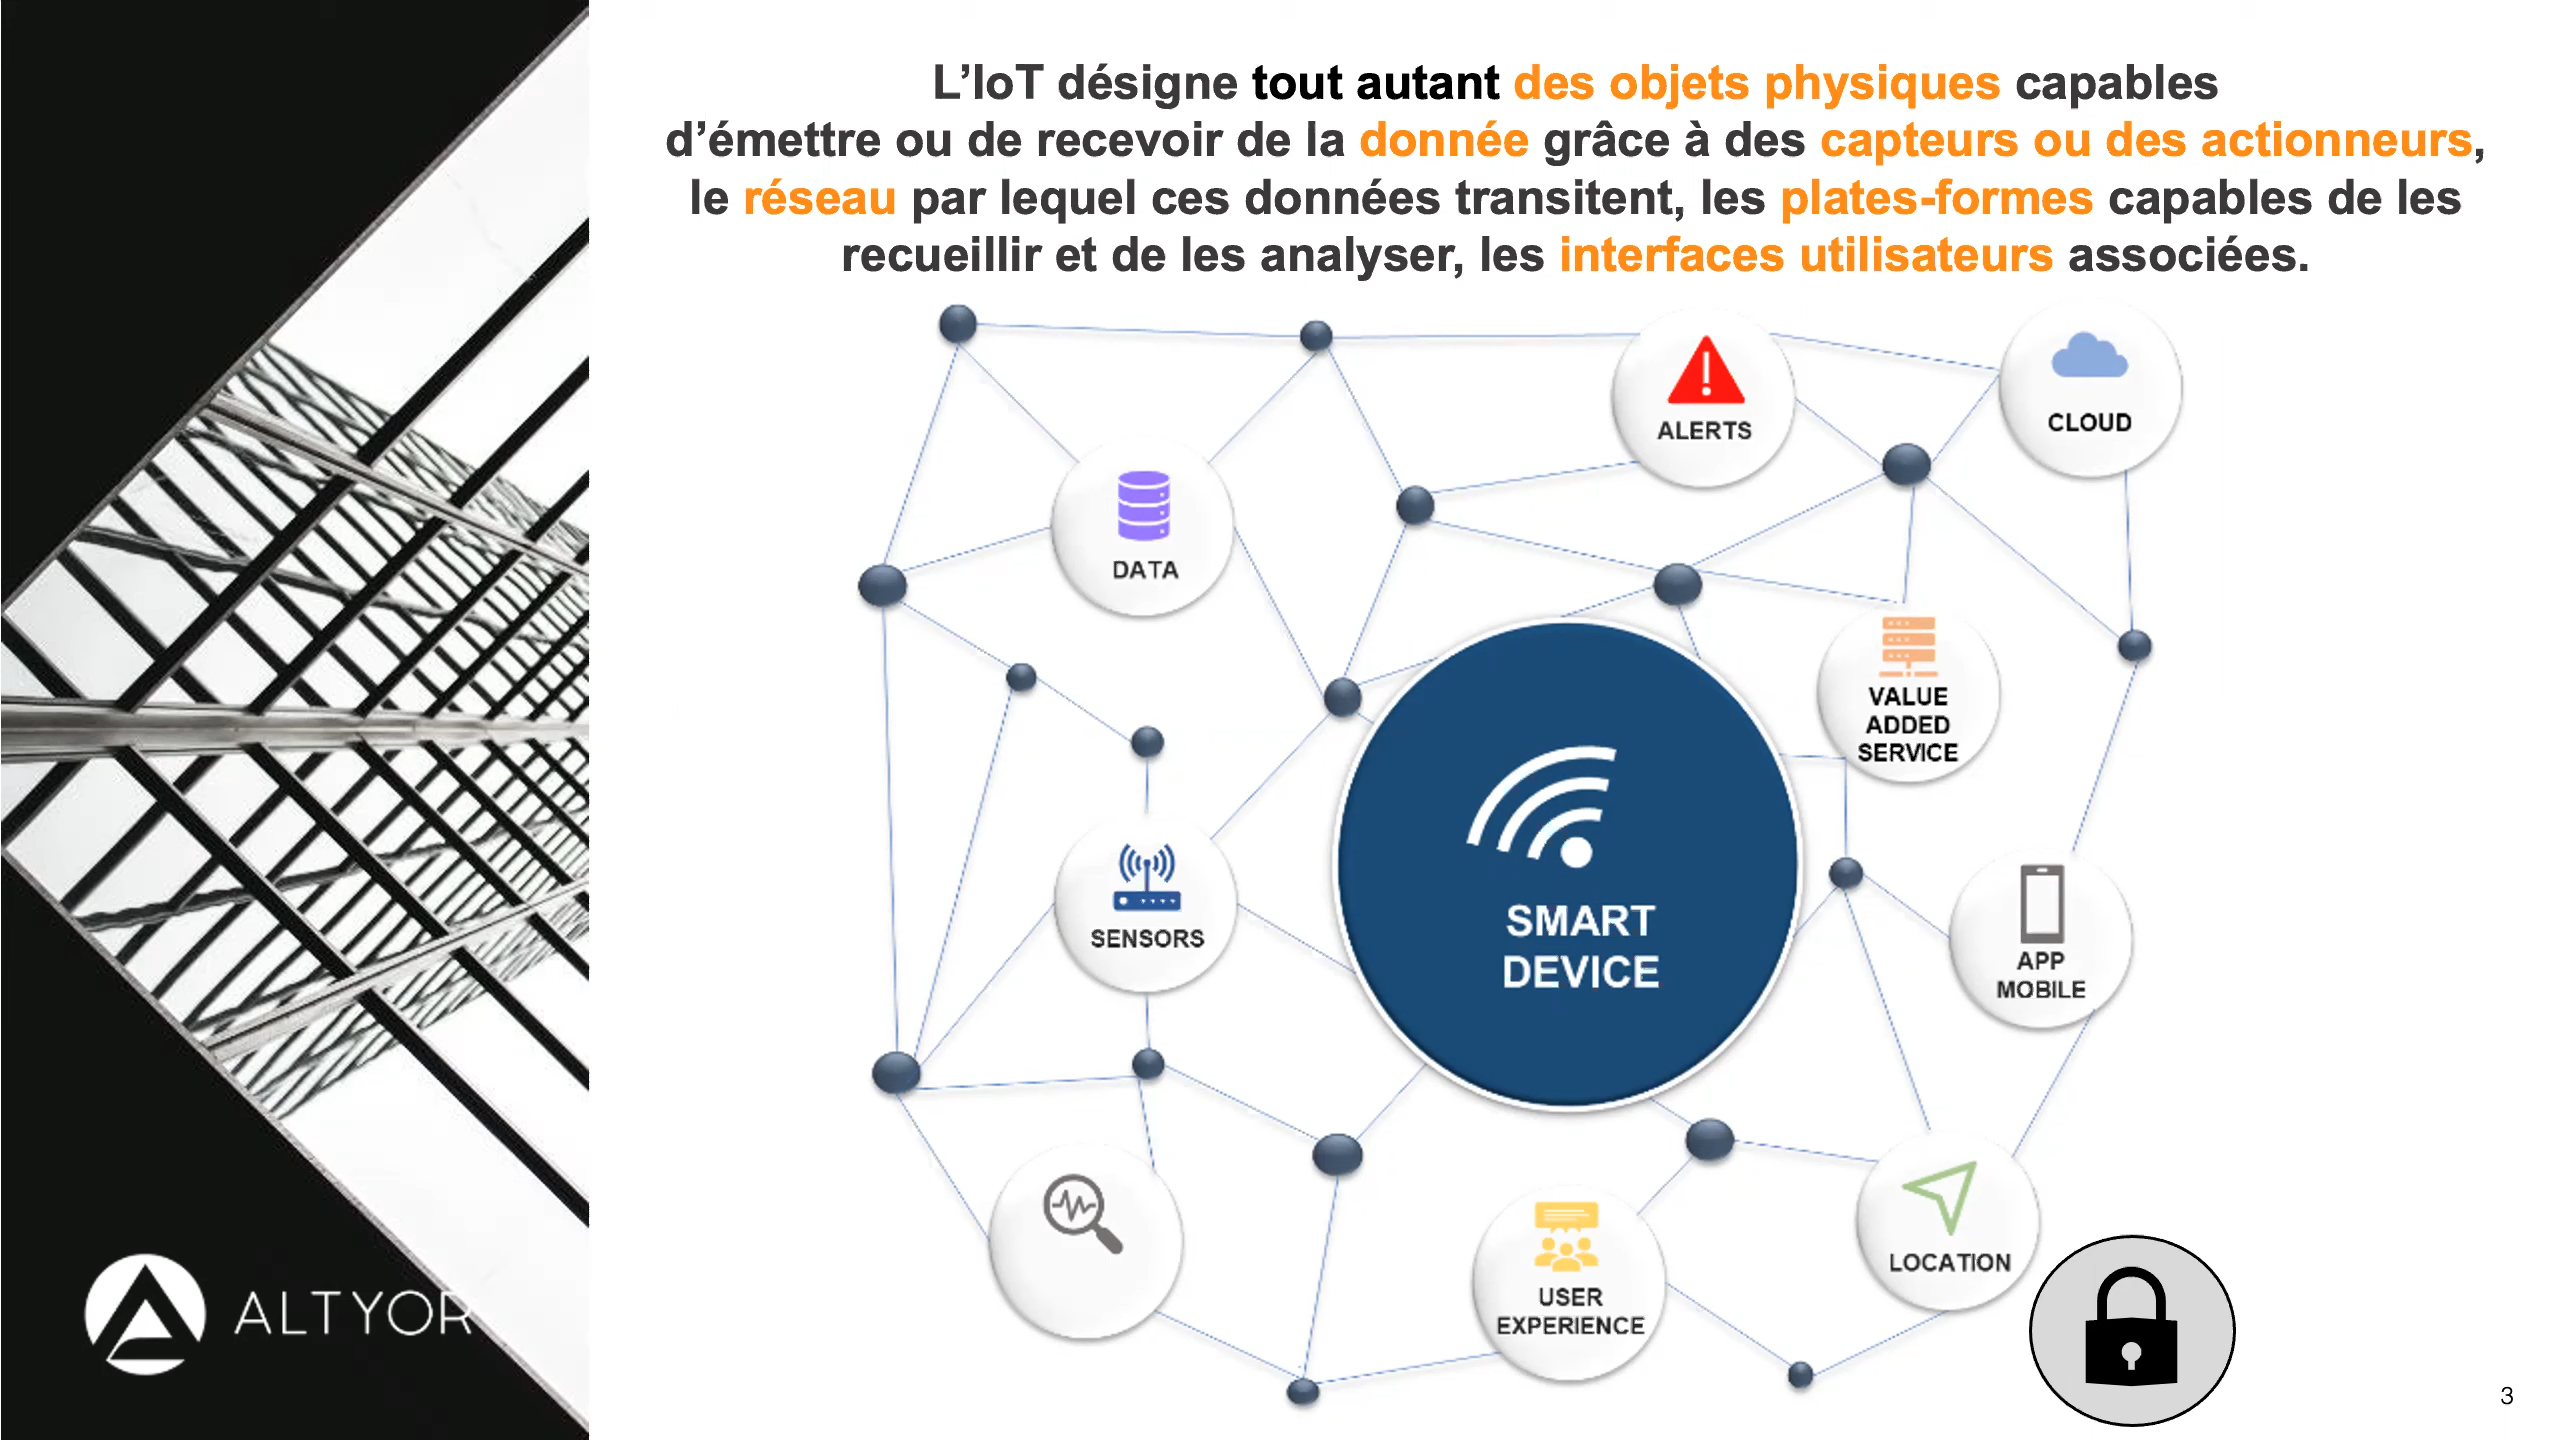 L’IoT désigne tout autant des objets physiques capables
d’émettre ou de recevoir de la donnée grâce à des capteurs ou des actionneurs,
le réseau par lequel ces données transitent, les plates-formes capables de les
recueillir et de les analyser, les interfaces utilisateurs associées.
ALERTS
CLOUD
DATA
VALUE
ADDED
SERVICE
SENSORS
SMART
DEVICE
APP
MOBILE
LOCATION
USER
EXPERIENCE
ALTYOR
3